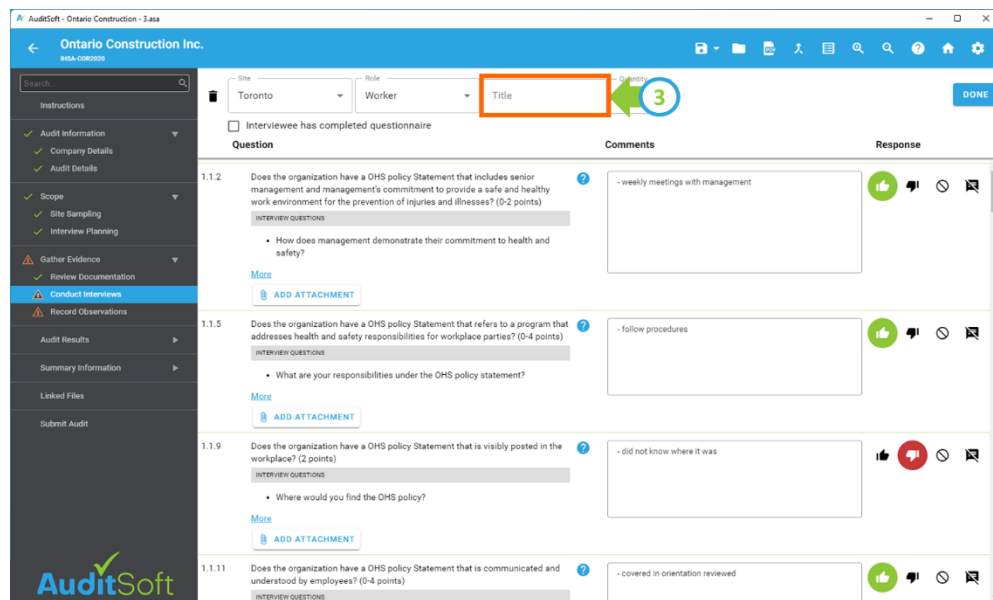 AuditSoft - Ontario Construction - 3.asa
Ontario Construction Inc.
IHSA-COR2020
Search...
Instructions
Audit Information
Company Details
Audit Details
Scope
Site Sampling
Interview Planning
Gather Evidence
Review Documentation
Conduct Interviews
Record Observations
Audit Results
Summary Information
Linked Files
Submit Audit
AuditSoft
Site
Toronto
Role
Worker
Title
Quantity
3
DONE
Interviewee has completed questionnaire
Question
Comments
Response
1.1.2
Does the organization have a OHS policy Statement that includes senior
management and management's commitment to provide a safe and healthy
work environment for the prevention of injuries and illnesses? (0-2 points)
INTERVIEW QUESTIONS
• How does management demonstrate their commitment to health and
safety?
More
ADD ATTACHMENT
- weekly meetings with management
1.1.5
Does the organization have a OHS policy Statement that refers to a program that
addresses health and safety responsibilities for workplace parties? (0-4 points)
INTERVIEW QUESTIONS
• What are your responsibilities under the OHS policy statement?
More
ADD ATTACHMENT
- follow procedures
1.1.9
Does the organization have a OHS policy Statement that is visibly posted in the
workplace? (2 points)
INTERVIEW QUESTIONS
• Where would you find the OHS policy?
More
ADD ATTACHMENT
- did not know where it was
1.1.11
Does the organization have a OHS policy Statement that is communicated and
understood by employees? (0-4 points)
INTERVIEW QUESTIONS
- covered in orientation reviewed